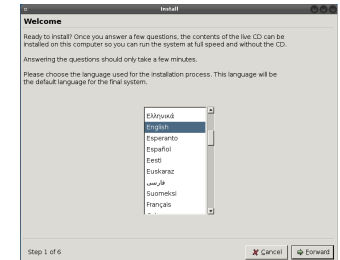 Install
Welcome
Ready to install? Once you answer a few questions, the contents of the live CD can be
installed on this computer so you can run the system at full speed and without the CD.
Answering the questions should only take a few minutes.
Please choose the language used for the installation process. This language will be
the default language for the final system.
Ελληνικά
English
Esperanto
Español
Eesti
Euskaraz
فارسی
Suomeksi
Français
Step 1 of 6
Cancel
Forward